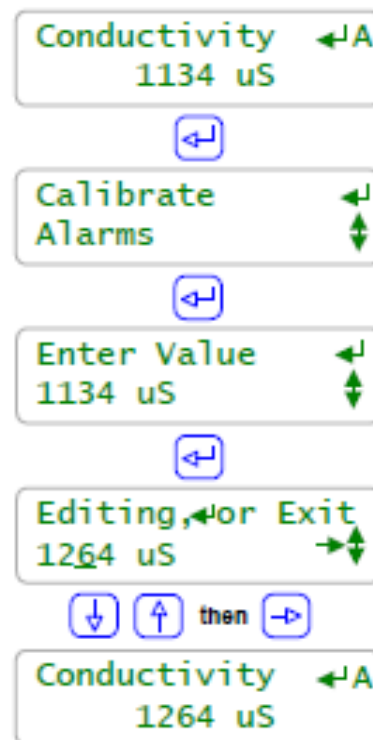 Conductivity ↵A
1134 uS
Calibrate ↵
Alarms
Enter Value ↵
1134 uS
Editing,↵or Exit
1264 uS
then
Conductivity ↵A
1264 uS